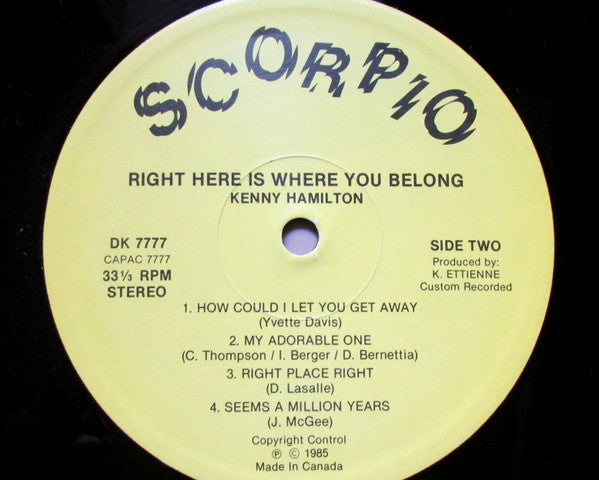 SCORPIO
RIGHT HERE IS WHERE YOU BELONG
KENNY HAMILTON
DK 7777
CAPAC 7777
33⅓ RPM
STEREO
SIDE TWO
Produced by:
K. ETTIENNE
Custom Recorded
1. HOW COULD I LET YOU GET AWAY
(Yvette Davis)
2. MY ADORABLE ONE
(C. Thompson / I. Berger / D. Bernettia)
3. RIGHT PLACE RIGHT
(D. Lasalle)
4. SEEMS A MILLION YEARS
(J. McGee)
Copyright Control
℗ © 1985
Made In Canada